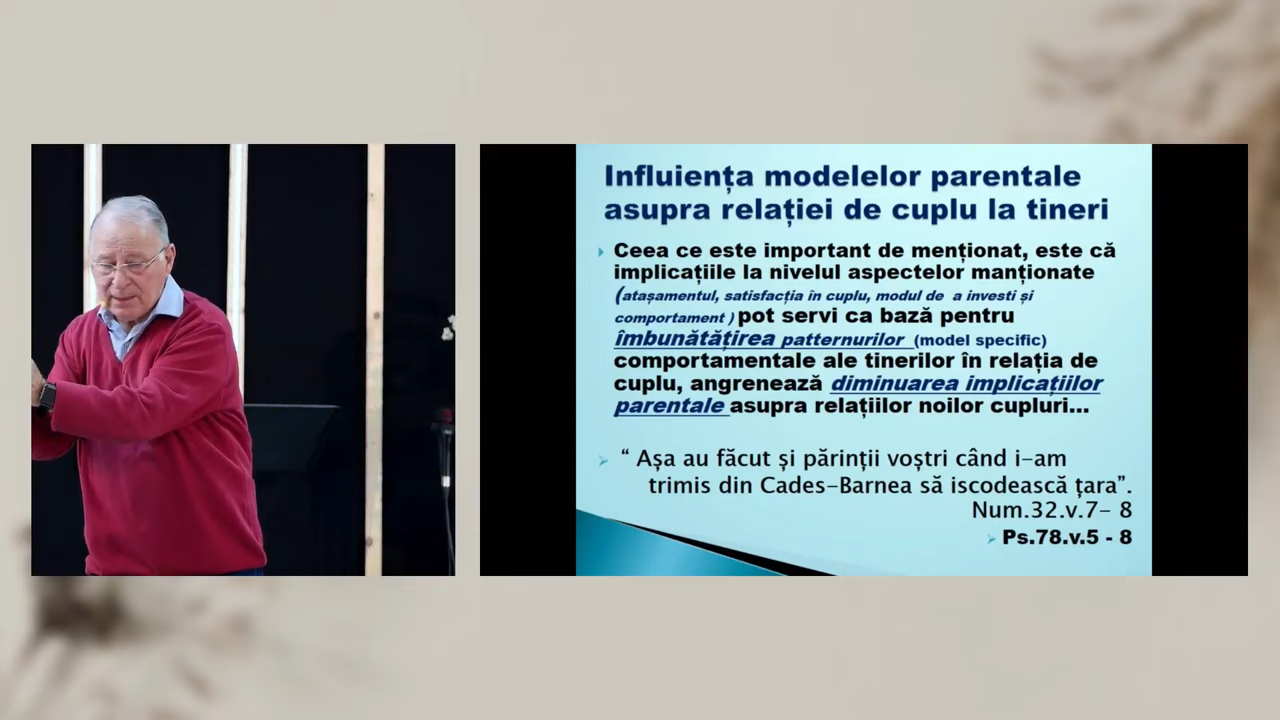 Influiența modelelor parentale
asupra relației de cuplu la tineri
Ceea ce este important de menționat, este că
implicațiile la nivelul aspectelor manționate
(atașamentul, satisfacția în cuplu, modul de a investi și
comportament ) pot servi ca bază pentru
îmbunătățirea patternurilor (model specific)
comportamentale ale tinerilor în relația de
cuplu, angrenează diminuarea implicațiilor
parentale asupra relațiilor noilor cupluri...
“ Așa au făcut și părinții voștri când i-am
trimis din Cades-Barnea să iscodească țara”.
Num.32.v.7- 8
Ps.78.v.5 - 8